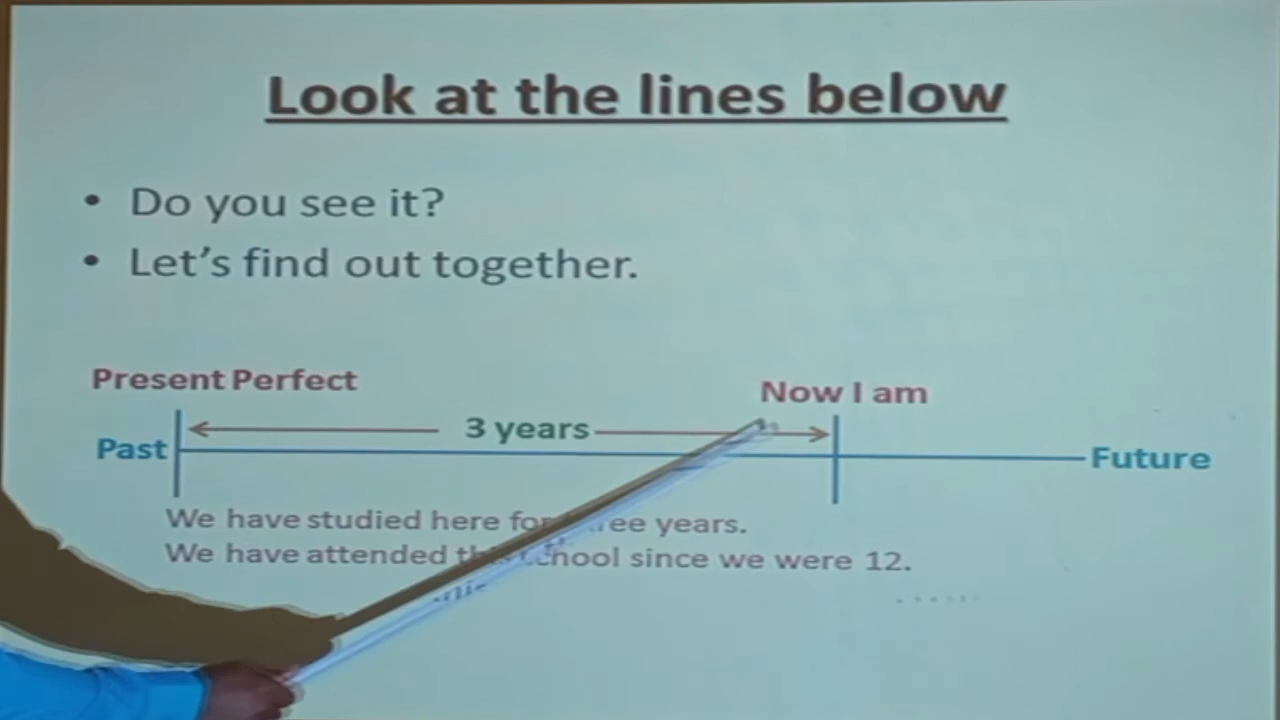 Look at the lines below
• Do you see it?
• Let's find out together.
Present Perfect
Now I am
3 years
Past
Future
We have studied here for years.
We have attended school since we were 12.